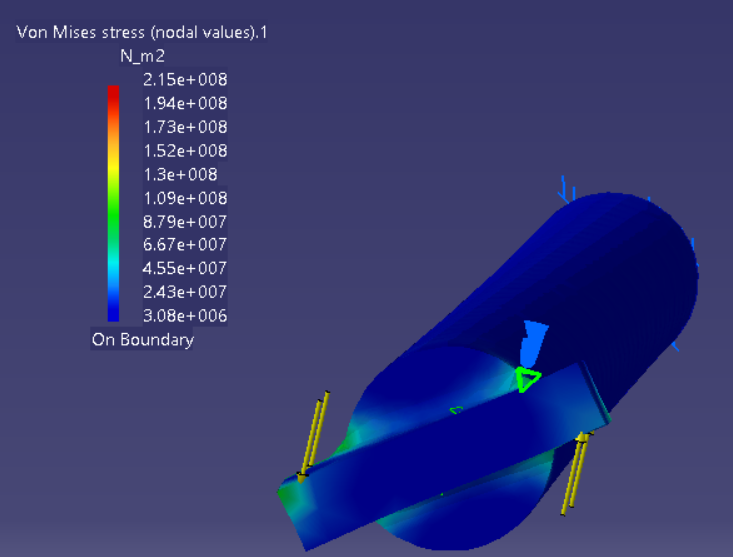 Von Mises stress (nodal values).1
N_m2
2.15e+008
1.94e+008
1.73e+008
1.52e+008
1.3e+008
1.09e+008
8.79e+007
6.67e+007
4.55e+007
2.43e+007
3.08e+006
On Boundary